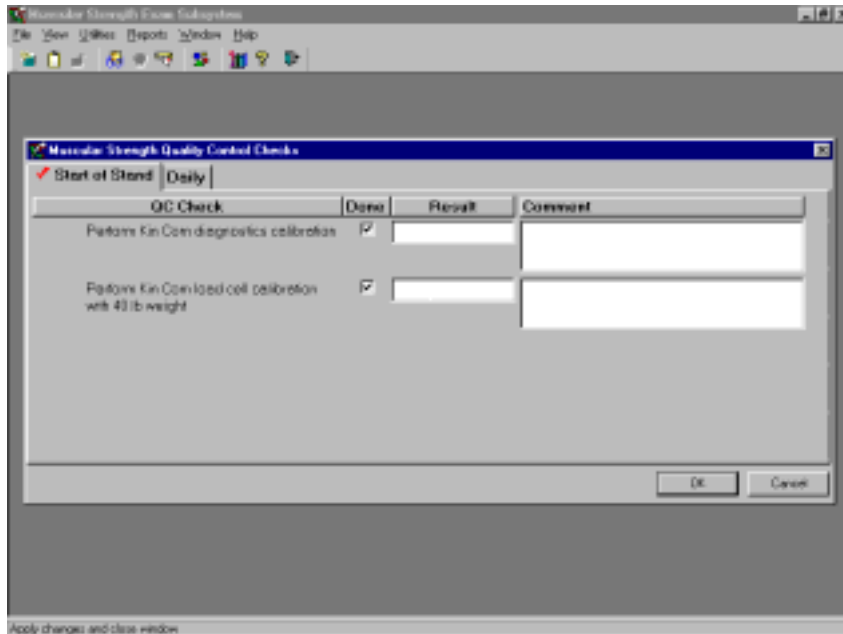 Muscular Strength Exam Subsystem
File View Utilities Reports Window Help
Muscular Strength Quality Control Checks
Start of Stand Daily
QC Check Done Result Comment
Perform Kin Com diagnostics calibration
Perform Kin Com load cell calibration
with 40 lb weight
OK Cancel
Apply changes and close window